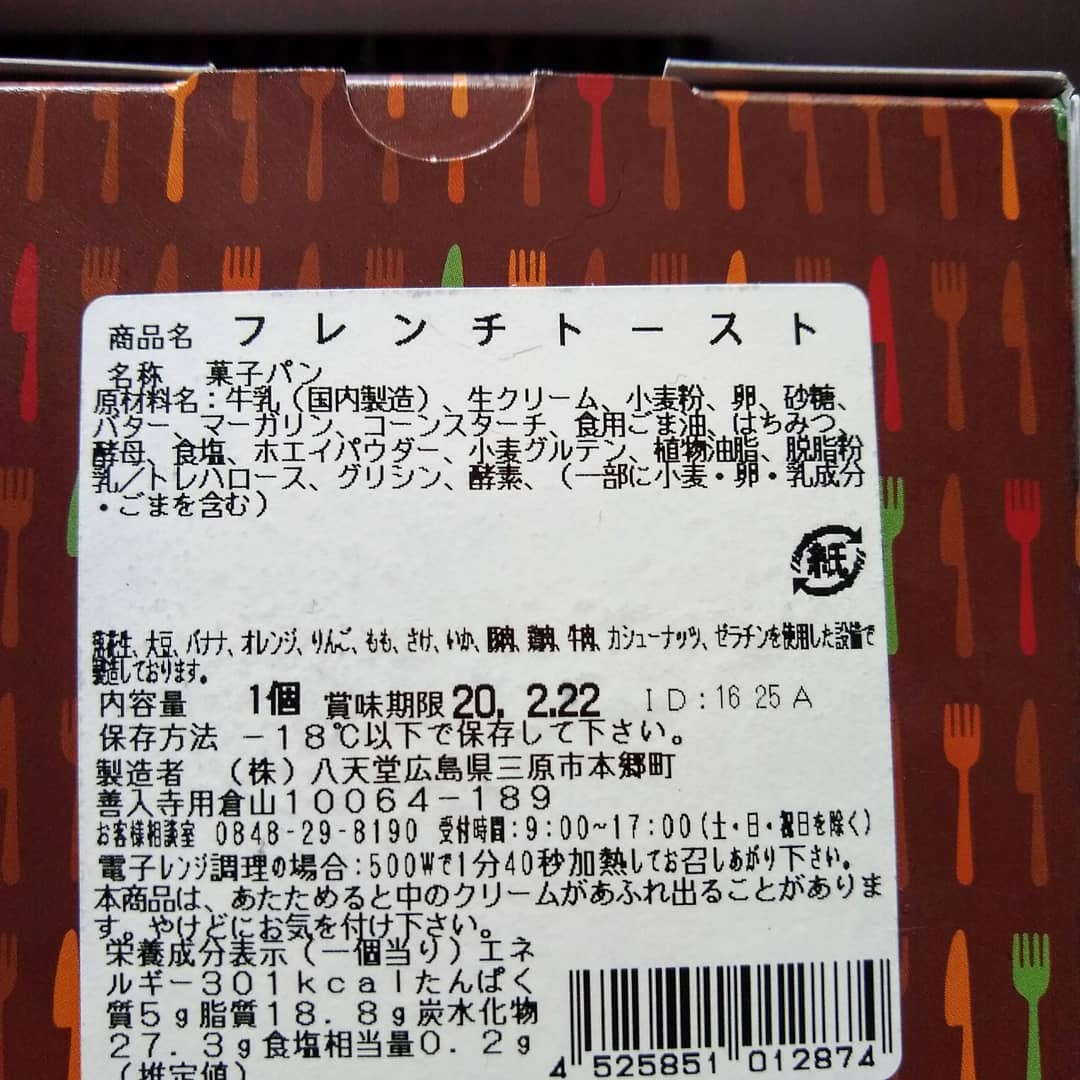 商品名 フレンチトースト
名称 菓子パン
原材料名：牛乳（国内製造）、生クリーム、小麦粉、卵、砂糖、
バター、マーガリン、コーンスターチ、食用ごま油、はちみつ、
酵母、食塩、ホエイパウダー、小麦グルテン、植物油脂、脱脂粉
乳／トレハロース、グリシン、酵素、（一部に小麦・卵・乳成分
・ごまを含む）
紙
落花生、大豆、バナナ、オレンジ、りんご、もも、さけ、いか、豚肉、鶏肉、牛肉、カシューナッツ、ゼラチンを使用した設備で
製造しております。
内容量 1個 賞味期限 20. 2.22 ID:16 25 A
保存方法 －18℃以下で保存して下さい。
製造者 （株）八天堂広島県三原市本郷町
善入寺用倉山10064－189
お客様相談室 0848-29-8190 受付時間:9:00~17:00(土・日・祝日を除く)
電子レンジ調理の場合:500Wで1分40秒加熱してお召しあがり下さい。
本商品は、あたためると中のクリームがあふれ出ることがありま
す。やけどにお気を付け下さい。
栄養成分表示（一個当り）エネ
ルギー301kcalたんぱく
質5g脂質18.8g炭水化物
27.3g食塩相当量0.2g
（推定値）
4 525851 012874